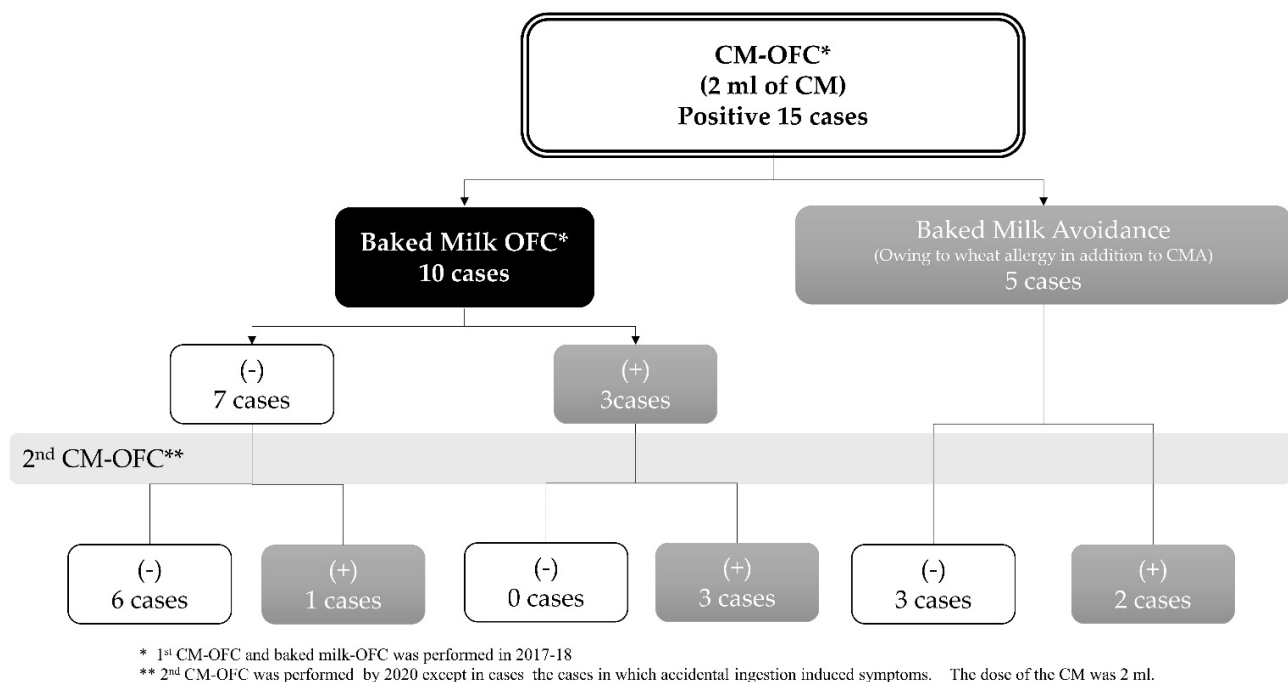 CM-OFC*
(2 ml of CM)
Positive 15 cases
Baked Milk OFC*
10 cases
Baked Milk Avoidance
(Owing to wheat allergy in addition to CMA)
5 cases
(-)
7 cases
(+)
3cases
2nd CM-OFC**
(-)
6 cases
(+)
1 cases
(-)
0 cases
(+)
3 cases
(-)
3 cases
(+)
2 cases
* 1st CM-OFC and baked milk-OFC was performed in 2017-18
** 2nd CM-OFC was performed by 2020 except in cases the cases in which accidental ingestion induced symptoms. The dose of the CM was 2 ml.